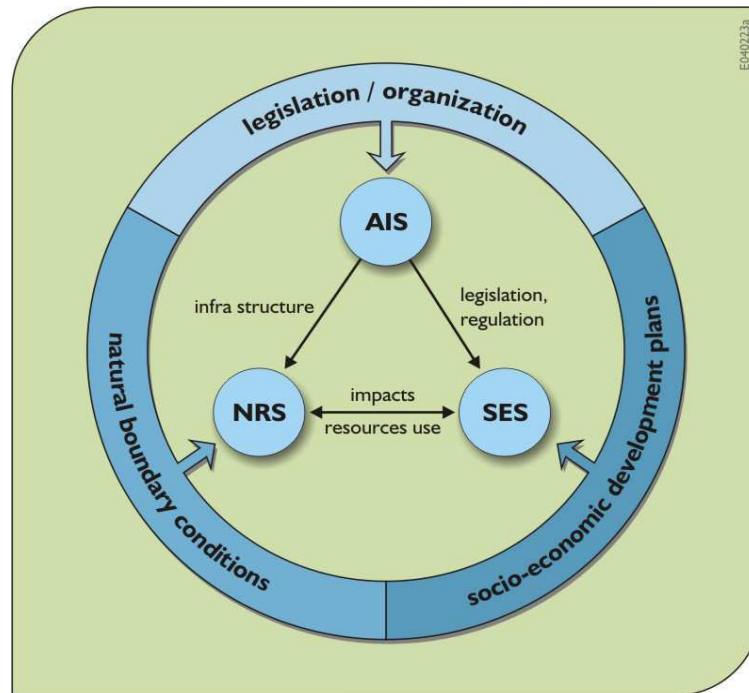 E040223a
legislation / organization
AIS
infra structure
legislation,
regulation
NRS
impacts
resources use
SES
natural boundary conditions
socio-economic development plans